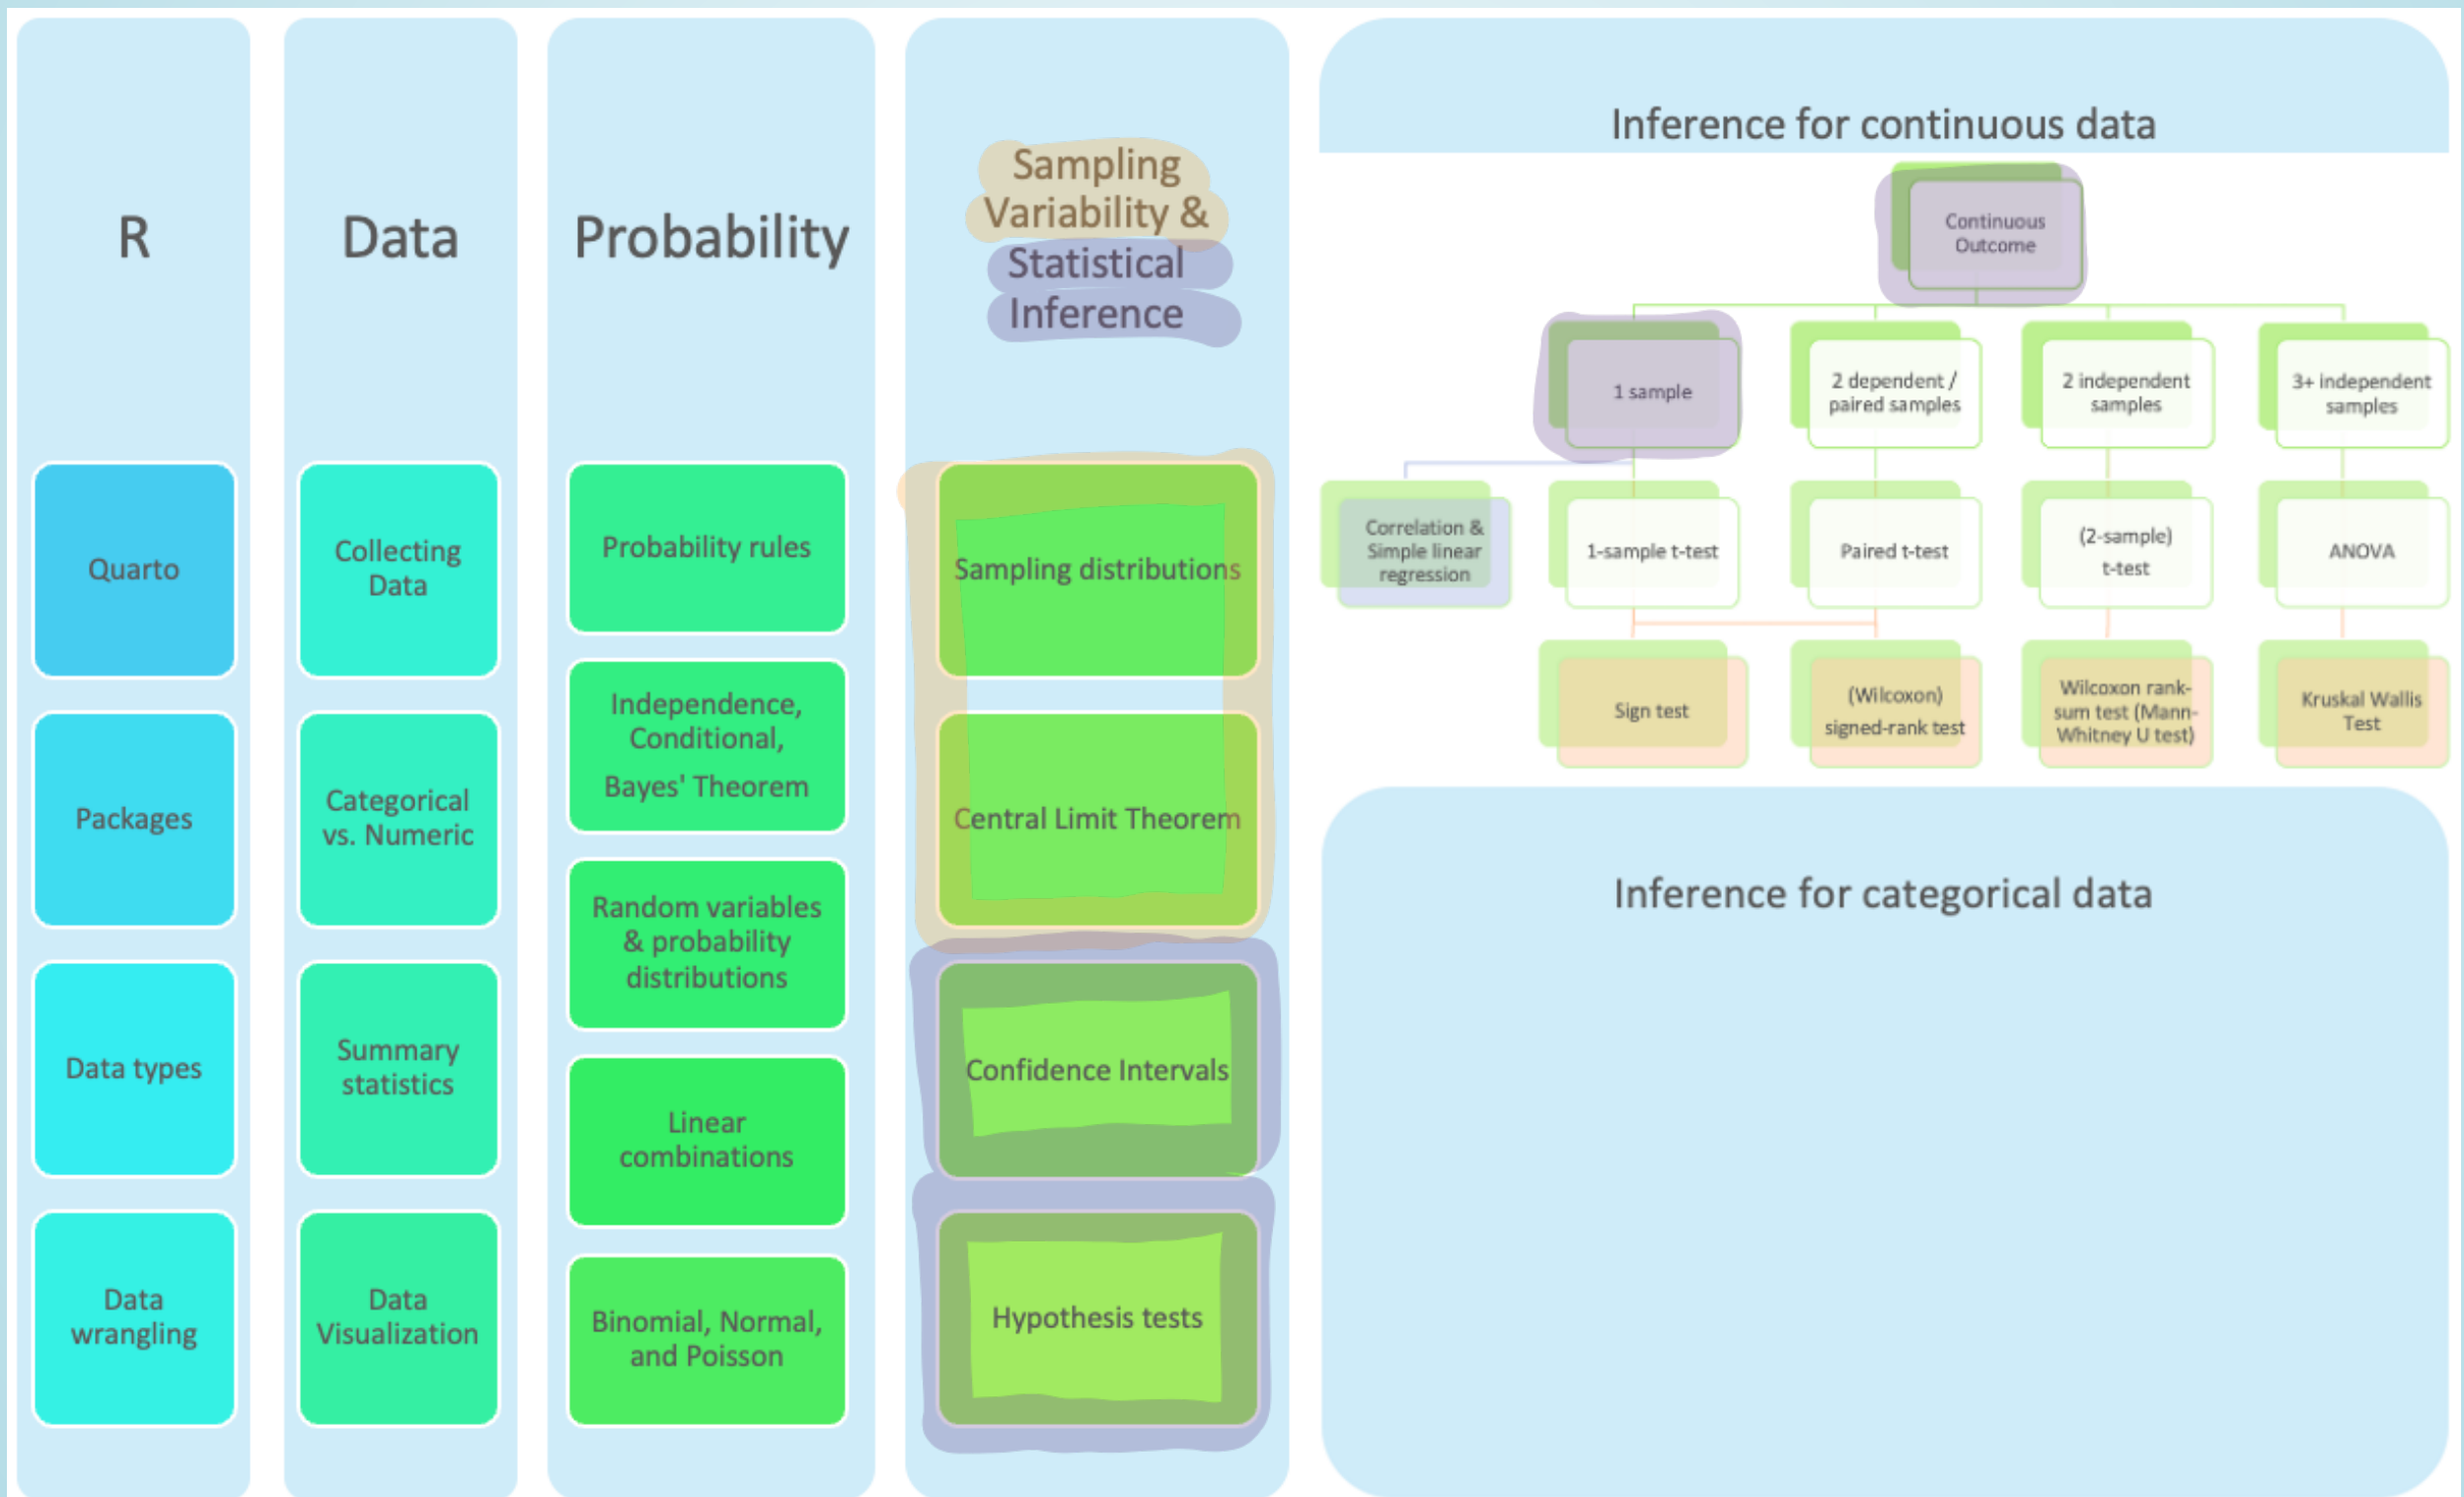 R
Quarto
Packages
Data types
Data
wrangling
Data
Collecting
Data
Categorical
vs. Numeric
Summary
statistics
Data
Visualization
Probability
Probability rules
Independence,
Conditional,
Bayes' Theorem
Random variables
& probability
distributions
Linear
combinations
Binomial, Normal,
and Poisson
Sampling
Variability &
Statistical
Inference
Sampling distributions
Central Limit Theorem
Confidence Intervals
Hypothesis tests
Inference for continuous data
Continuous
Outcome
1 sample
2 dependent /
paired samples
2 independent
samples
3+ independent
samples
Correlation &
Simple linear
regression
1-sample t-test
Paired t-test
(2-sample)
t-test
ANOVA
Sign test
(Wilcoxon)
signed-rank test
Wilcoxon rank-
sum test (Mann-
Whitney U test)
Kruskal Wallis
Test
Inference for categorical data